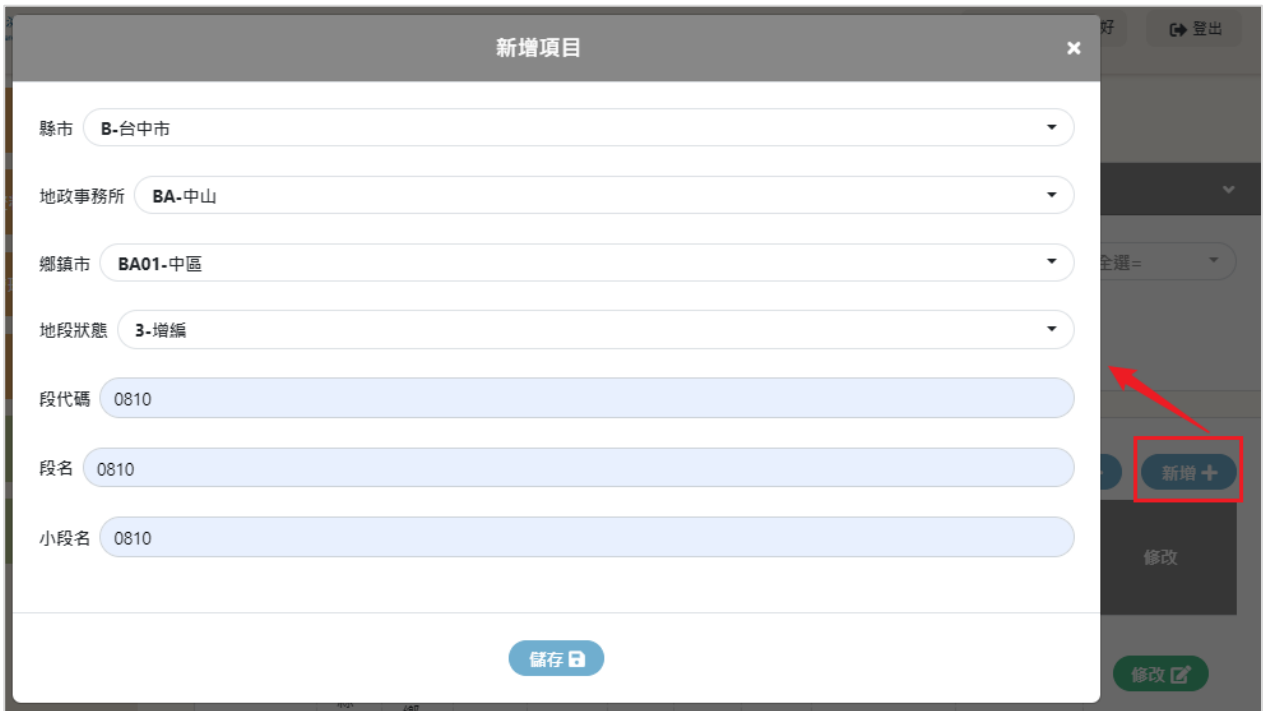 新增項目
好
登出
縣市 B-台中市
地政事務所 BA-中山
鄉鎮市 BA01-中區
全選=
地段狀態 3-增編
段代碼 0810
段名 0810
新增
小段名 0810
修改
儲存
修改